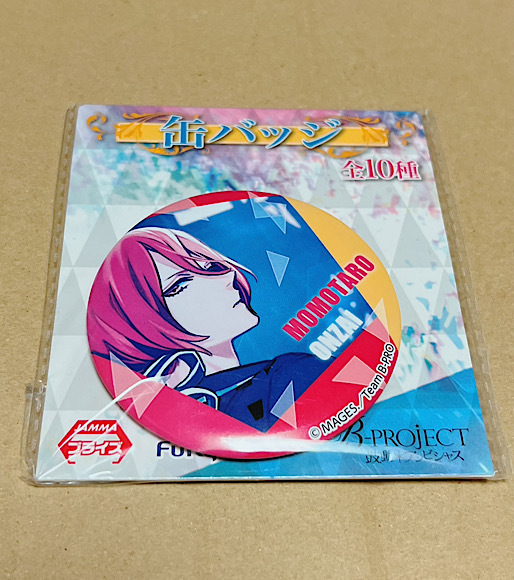 缶バッジ
全10種
MOMOTARO
ONZAI
© MAGES./Team B-PRO
JAMMA
プライズ
Fur
B-PROJECT